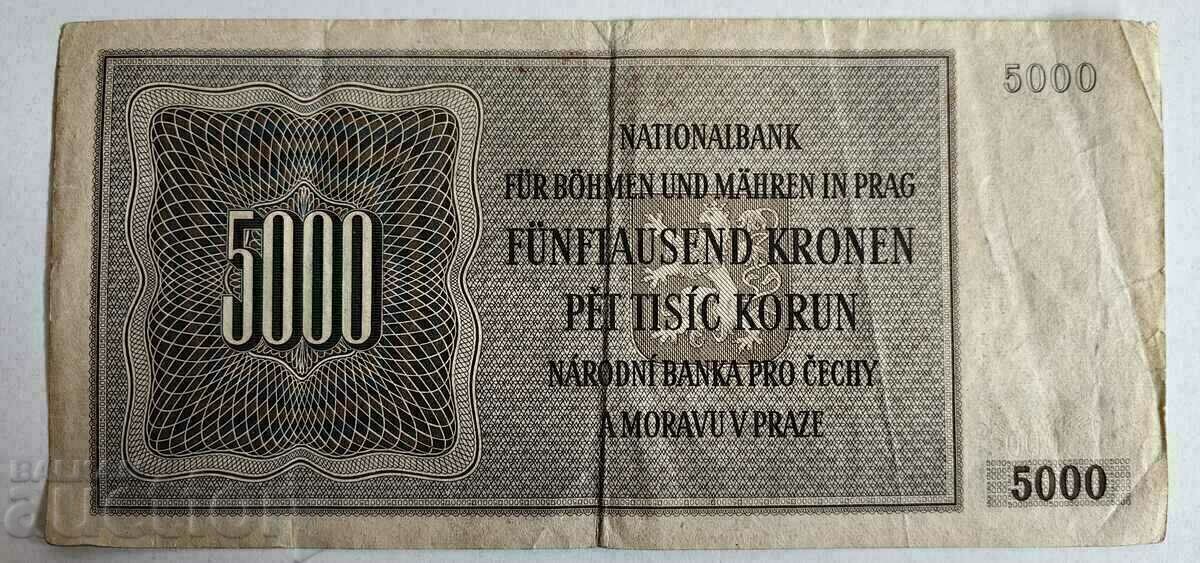 5000
NATIONALBANK
FÜR BÖHMEN UND MÄHREN IN PRAG
FÜNFTAUSEND KRONEN
5000
PĚT TISÍC KORUN
NÁRODNÍ BANKA PRO ČECHY
A MORAVU V PRAZE
5000